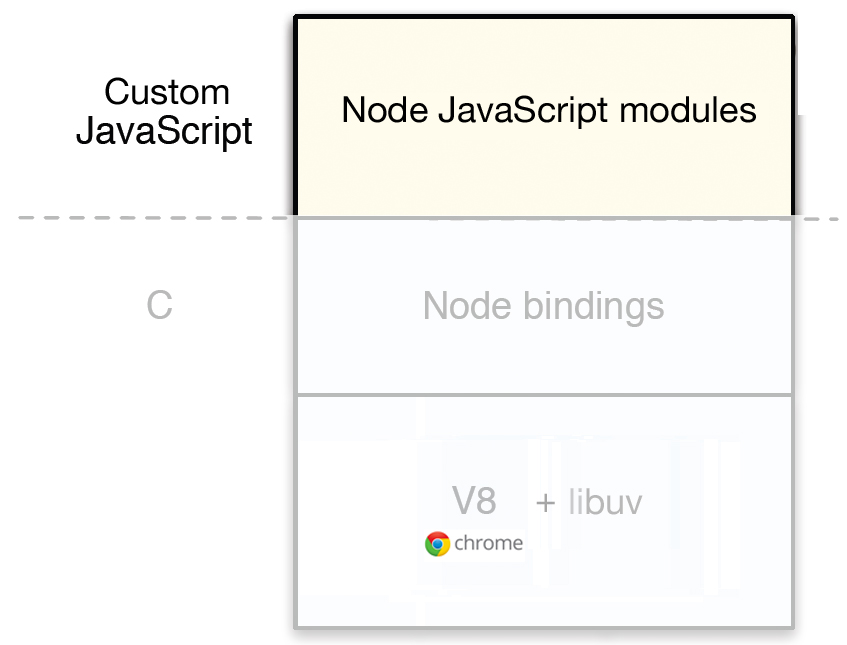 Custom
JavaScript
Node JavaScript modules
C
Node bindings
V8 + libuv
chrome